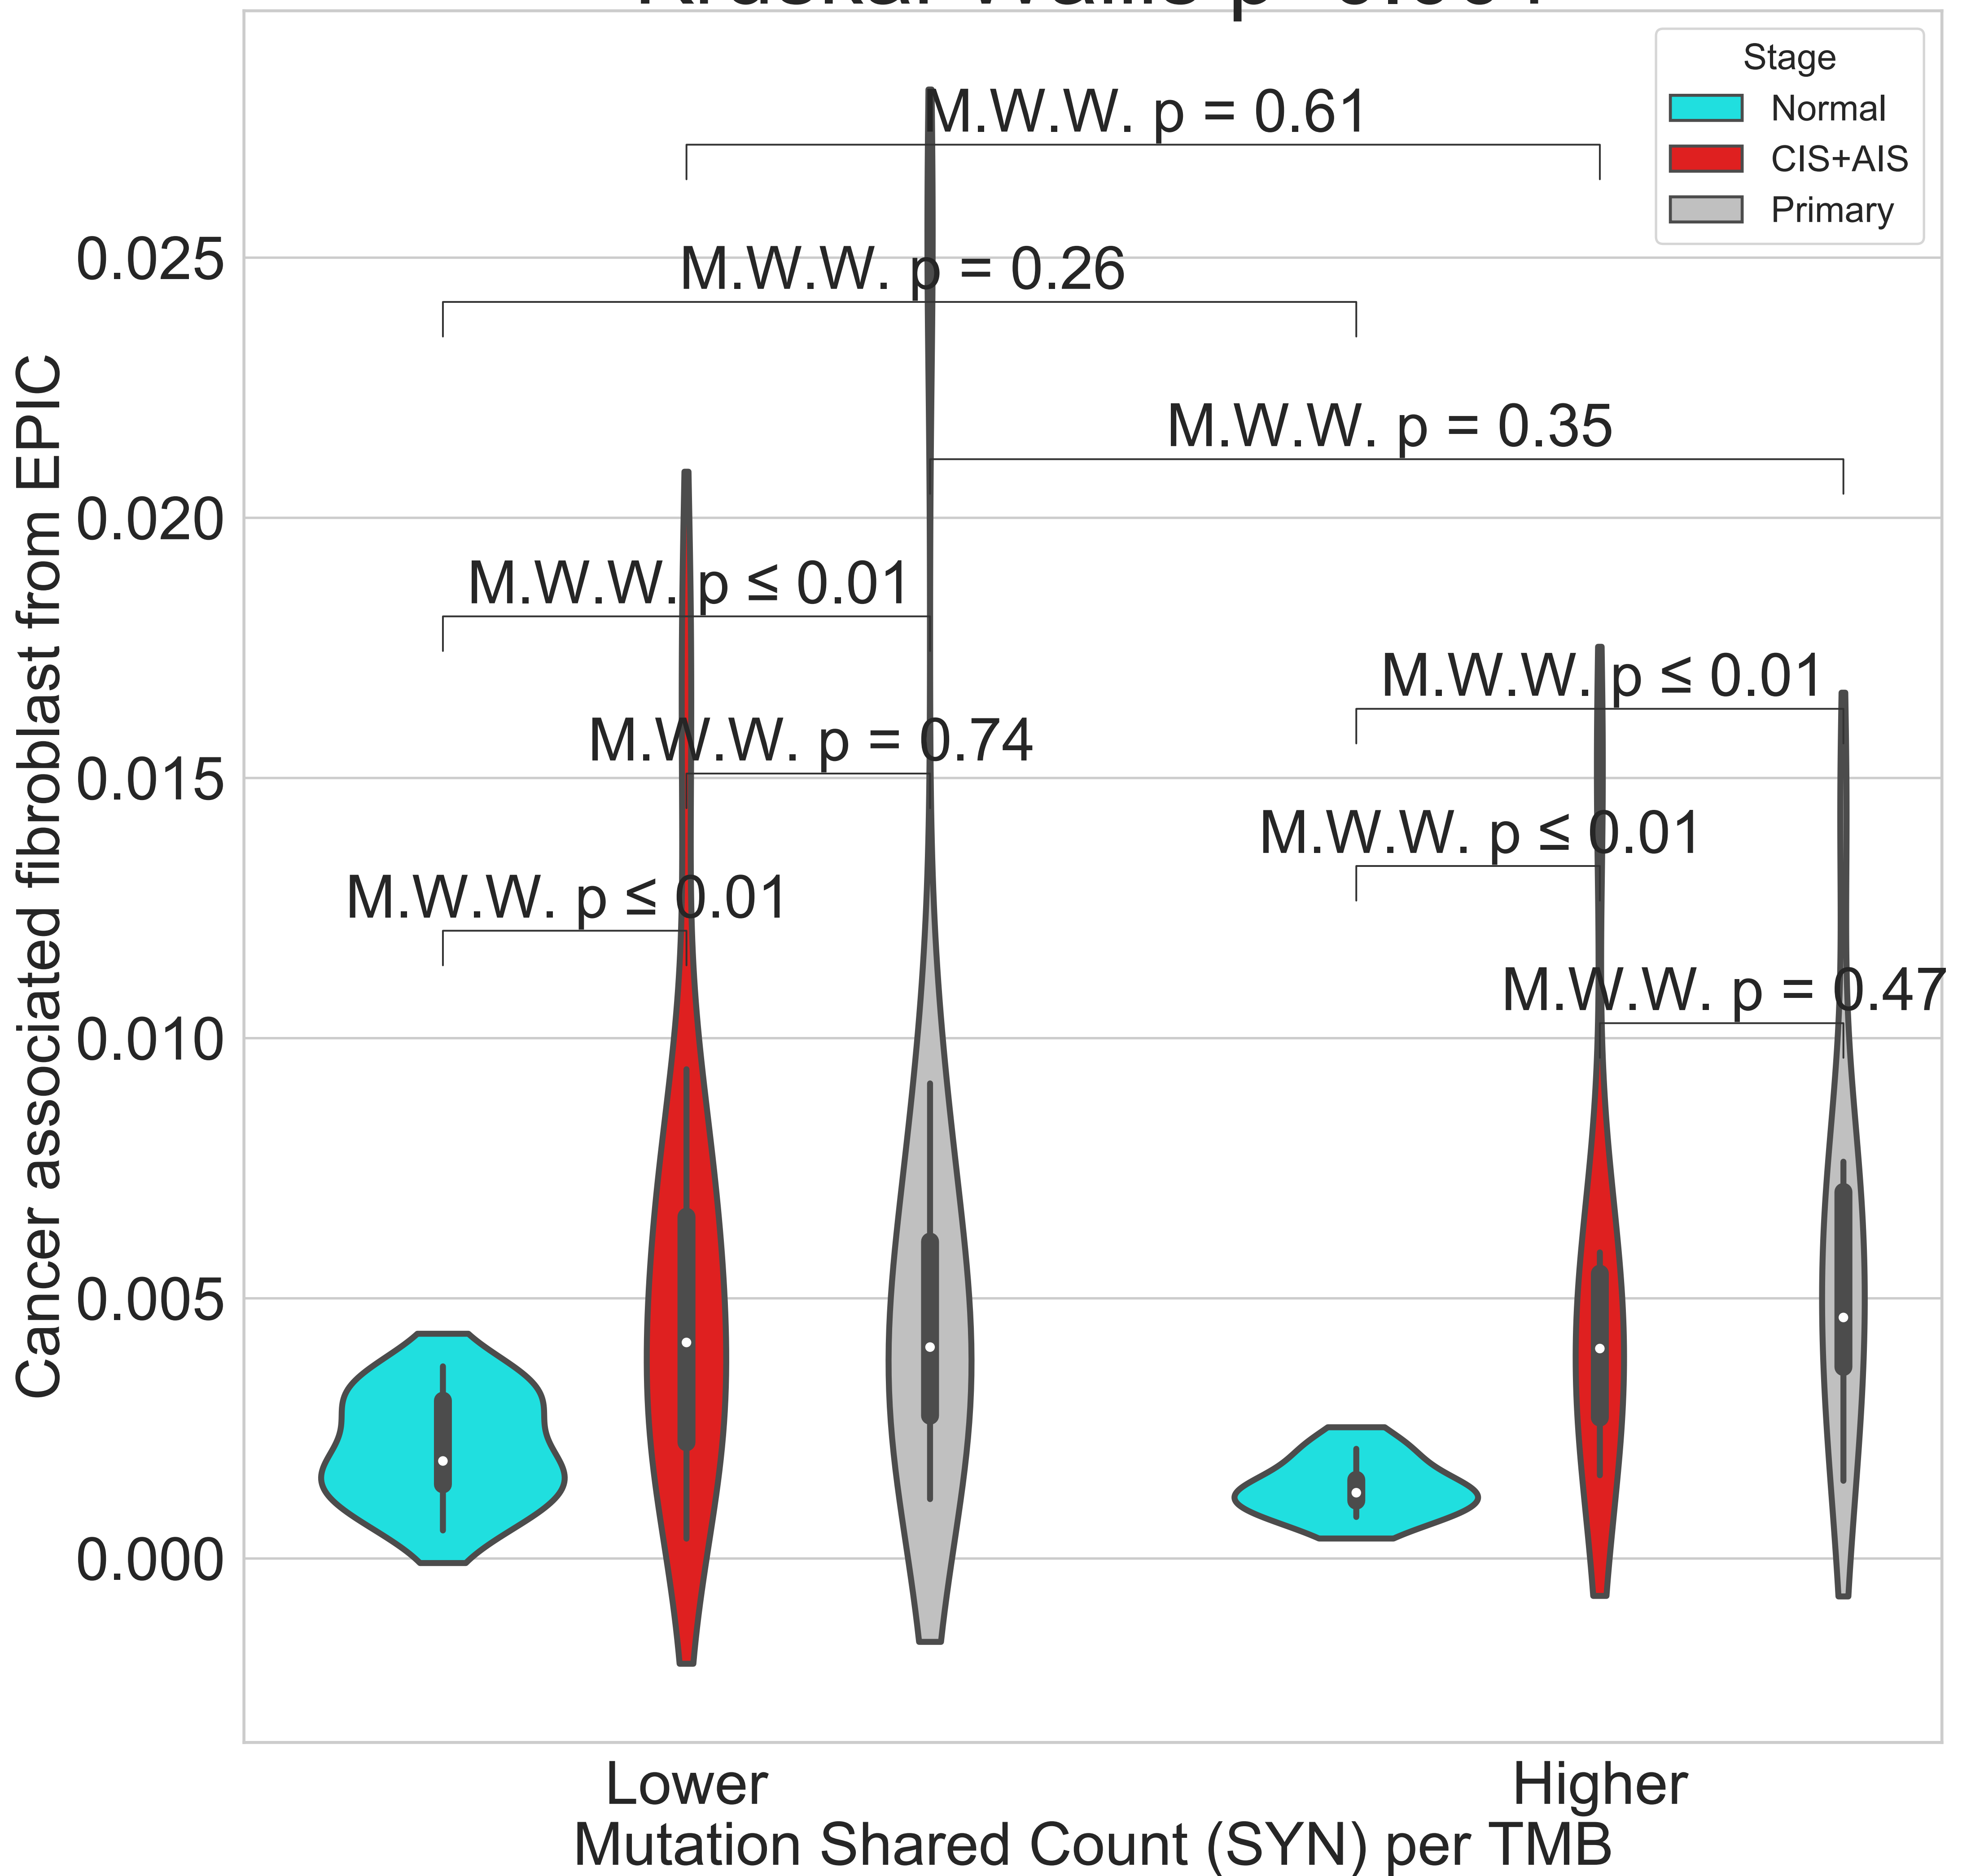 Stage
Normal
CIS+AIS
Primary
M.W.W. p = 0.61
M.W.W. p = 0.26
M.W.W. p = 0.35
M.W.W. p ≤ 0.01
M.W.W. p ≤ 0.01
M.W.W. p = 0.74
M.W.W. p ≤ 0.01
M.W.W. p ≤ 0.01
M.W.W. p = 0.47
Cancer associated fibroblast from EPIC
0.025
0.020
0.015
0.010
0.005
0.000
Lower
Higher
Mutation Shared Count (SYN) per TMB